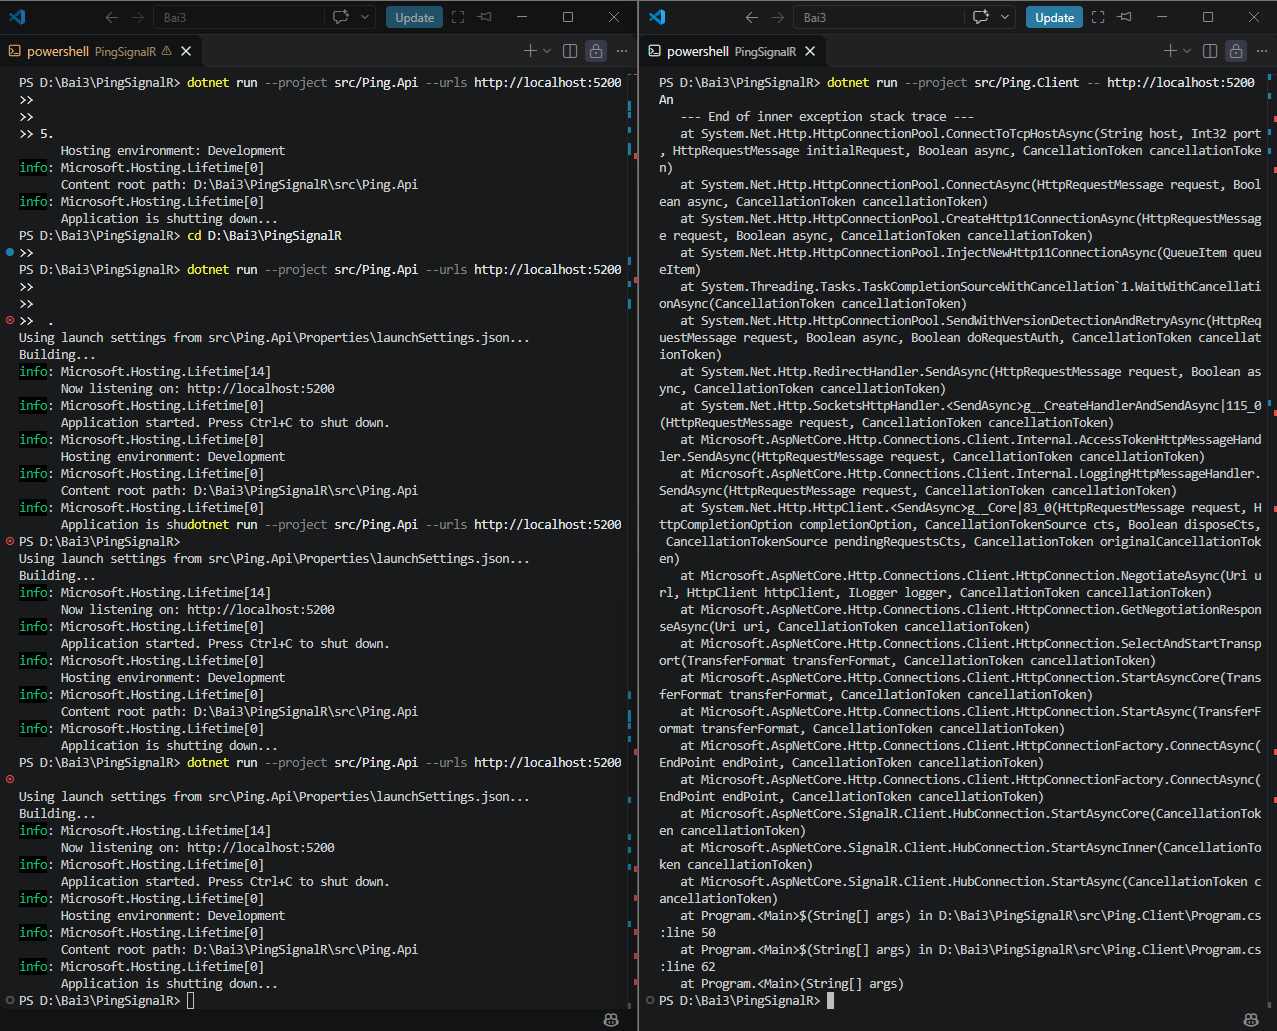 Bai3
Update
powershell PingSignalR
PS D:\Bai3\PingSignalR> dotnet run --project src/Ping.Api --urls http://localhost:5200
>>
>>
>> 5.
Hosting environment: Development
info: Microsoft.Hosting.Lifetime[0]
Content root path: D:\Bai3\PingSignalR\src\Ping.Api
info: Microsoft.Hosting.Lifetime[0]
Application is shutting down...
PS D:\Bai3\PingSignalR> cd D:\Bai3\PingSignalR
>>
PS D:\Bai3\PingSignalR> dotnet run --project src/Ping.Api --urls http://localhost:5200
>>
>>
>> .
Using launch settings from src\Ping.Api\Properties\launchSettings.json...
Building...
info: Microsoft.Hosting.Lifetime[14]
Now listening on: http://localhost:5200
info: Microsoft.Hosting.Lifetime[0]
Application started. Press Ctrl+C to shut down.
info: Microsoft.Hosting.Lifetime[0]
Hosting environment: Development
info: Microsoft.Hosting.Lifetime[0]
Content root path: D:\Bai3\PingSignalR\src\Ping.Api
info: Microsoft.Hosting.Lifetime[0]
Application is shudotnet run --project src/Ping.Api --urls http://localhost:5200
PS D:\Bai3\PingSignalR>
Using launch settings from src\Ping.Api\Properties\launchSettings.json...
Building...
info: Microsoft.Hosting.Lifetime[14]
Now listening on: http://localhost:5200
info: Microsoft.Hosting.Lifetime[0]
Application started. Press Ctrl+C to shut down.
info: Microsoft.Hosting.Lifetime[0]
Hosting environment: Development
info: Microsoft.Hosting.Lifetime[0]
Content root path: D:\Bai3\PingSignalR\src\Ping.Api
info: Microsoft.Hosting.Lifetime[0]
Application is shutting down...
PS D:\Bai3\PingSignalR> dotnet run --project src/Ping.Api --urls http://localhost:5200
Using launch settings from src\Ping.Api\Properties\launchSettings.json...
Building...
info: Microsoft.Hosting.Lifetime[14]
Now listening on: http://localhost:5200
info: Microsoft.Hosting.Lifetime[0]
Application started. Press Ctrl+C to shut down.
info: Microsoft.Hosting.Lifetime[0]
Hosting environment: Development
info: Microsoft.Hosting.Lifetime[0]
Content root path: D:\Bai3\PingSignalR\src\Ping.Api
info: Microsoft.Hosting.Lifetime[0]
Application is shutting down...
PS D:\Bai3\PingSignalR>
Bai3
Update
powershell PingSignalR
PS D:\Bai3\PingSignalR> dotnet run --project src/Ping.Client -- http://localhost:5200
An
--- End of inner exception stack trace ---
at System.Net.Http.HttpConnectionPool.ConnectToTcpHostAsync(String host, Int32 port
, HttpRequestMessage initialRequest, Boolean async, CancellationToken cancellationToke
n)
at System.Net.Http.HttpConnectionPool.ConnectAsync(HttpRequestMessage request, Bool
ean async, CancellationToken cancellationToken)
at System.Net.Http.HttpConnectionPool.CreateHttp11ConnectionAsync(HttpRequestMessag
e request, Boolean async, CancellationToken cancellationToken)
at System.Net.Http.HttpConnectionPool.InjectNewHttp11ConnectionAsync(QueueItem queu
eItem)
at System.Threading.Tasks.TaskCompletionSourceWithCancellation`1.WaitWithCancellati
onAsync(CancellationToken cancellationToken)
at System.Net.Http.HttpConnectionPool.SendWithVersionDetectionAndRetryAsync(HttpReq
uestMessage request, Boolean async, Boolean doRequestAuth, CancellationToken cancellat
ionToken)
at System.Net.Http.RedirectHandler.SendAsync(HttpRequestMessage request, Boolean as
ync, CancellationToken cancellationToken)
at System.Net.Http.SocketsHttpHandler.<SendAsync>g__CreateHandlerAndSendAsync|115_0
(HttpRequestMessage request, CancellationToken cancellationToken)
at Microsoft.AspNetCore.Http.Connections.Client.Internal.AccessTokenHttpMessageHand
ler.SendAsync(HttpRequestMessage request, CancellationToken cancellationToken)
at Microsoft.AspNetCore.Http.Connections.Client.Internal.LoggingHttpMessageHandler.
SendAsync(HttpRequestMessage request, CancellationToken cancellationToken)
at System.Net.Http.HttpClient.<SendAsync>g__Core|83_0(HttpRequestMessage request, H
ttpCompletionOption completionOption, CancellationTokenSource cts, Boolean disposeCts,
CancellationTokenSource pendingRequestsCts, CancellationToken originalCancellationTok
en)
at Microsoft.AspNetCore.Http.Connections.Client.HttpConnection.NegotiateAsync(Uri u
rl, HttpClient httpClient, ILogger logger, CancellationToken cancellationToken)
at Microsoft.AspNetCore.Http.Connections.Client.HttpConnection.GetNegotiationRespon
seAsync(Uri uri, CancellationToken cancellationToken)
at Microsoft.AspNetCore.Http.Connections.Client.HttpConnection.SelectAndStartTransp
ort(TransferFormat transferFormat, CancellationToken cancellationToken)
at Microsoft.AspNetCore.Http.Connections.Client.HttpConnection.StartAsyncCore(Trans
ferFormat transferFormat, CancellationToken cancellationToken)
at Microsoft.AspNetCore.Http.Connections.Client.HttpConnection.StartAsync(TransferF
ormat transferFormat, CancellationToken cancellationToken)
at Microsoft.AspNetCore.Http.Connections.Client.HttpConnectionFactory.ConnectAsync(
EndPoint endPoint, CancellationToken cancellationToken)
at Microsoft.AspNetCore.Http.Connections.Client.HttpConnectionFactory.ConnectAsync(
EndPoint endPoint, CancellationToken cancellationToken)
at Microsoft.AspNetCore.SignalR.Client.HubConnection.StartAsyncCore(CancellationTok
en cancellationToken)
at Microsoft.AspNetCore.SignalR.Client.HubConnection.StartAsyncInner(CancellationTo
ken cancellationToken)
at Microsoft.AspNetCore.SignalR.Client.HubConnection.StartAsync(CancellationToken c
ancellationToken)
at Program.<Main>$(String[] args) in D:\Bai3\PingSignalR\src\Ping.Client\Program.cs
:line 50
at Program.<Main>$(String[] args) in D:\Bai3\PingSignalR\src\Ping.Client\Program.cs
:line 62
at Program.<Main>(String[] args)
PS D:\Bai3\PingSignalR>